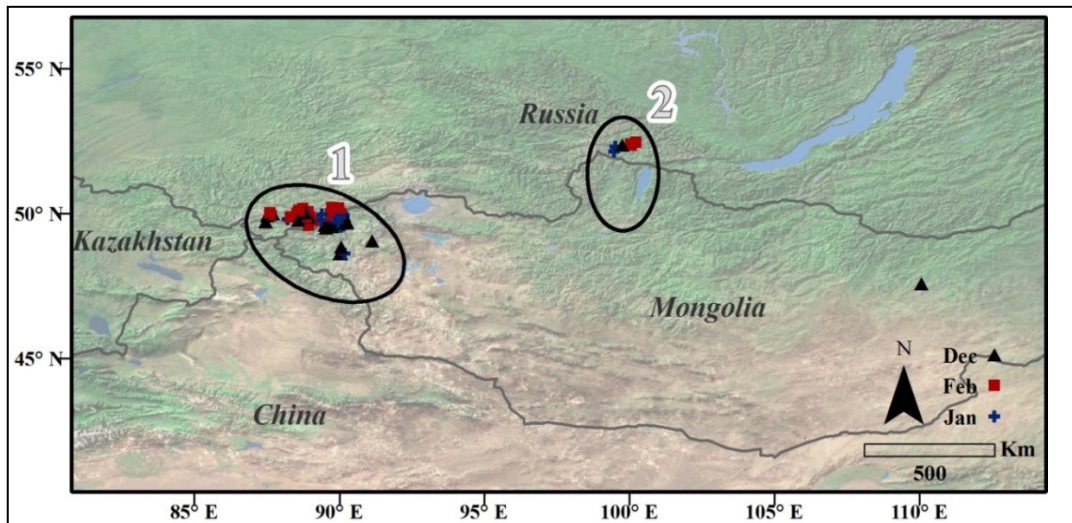 55° N
2
Russia
1
50° N
Kazakhstan
Mongolia
N
Dec
45° N
Feb
China
Jan
Km
500
85° E
90° E
95° E
100° E
105° E
110° E